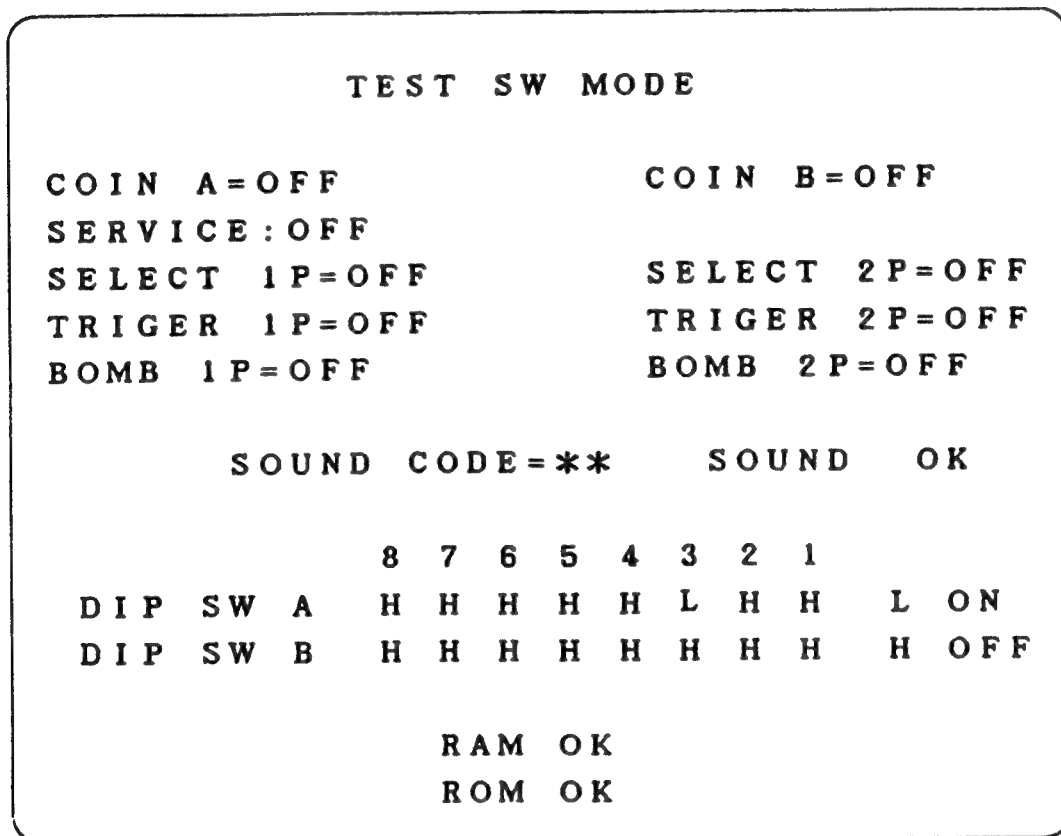 TEST SW MODE
COIN A=OFF COIN B=OFF
SERVICE:OFF
SELECT 1P=OFF SELECT 2P=OFF
TRIGER 1P=OFF TRIGER 2P=OFF
BOMB 1P=OFF BOMB 2P=OFF
SOUND CODE=** SOUND OK
8 7 6 5 4 3 2 1
DIP SW A H H H H H L H H L ON
DIP SW B H H H H H H H H H OFF
RAM OK
ROM OK